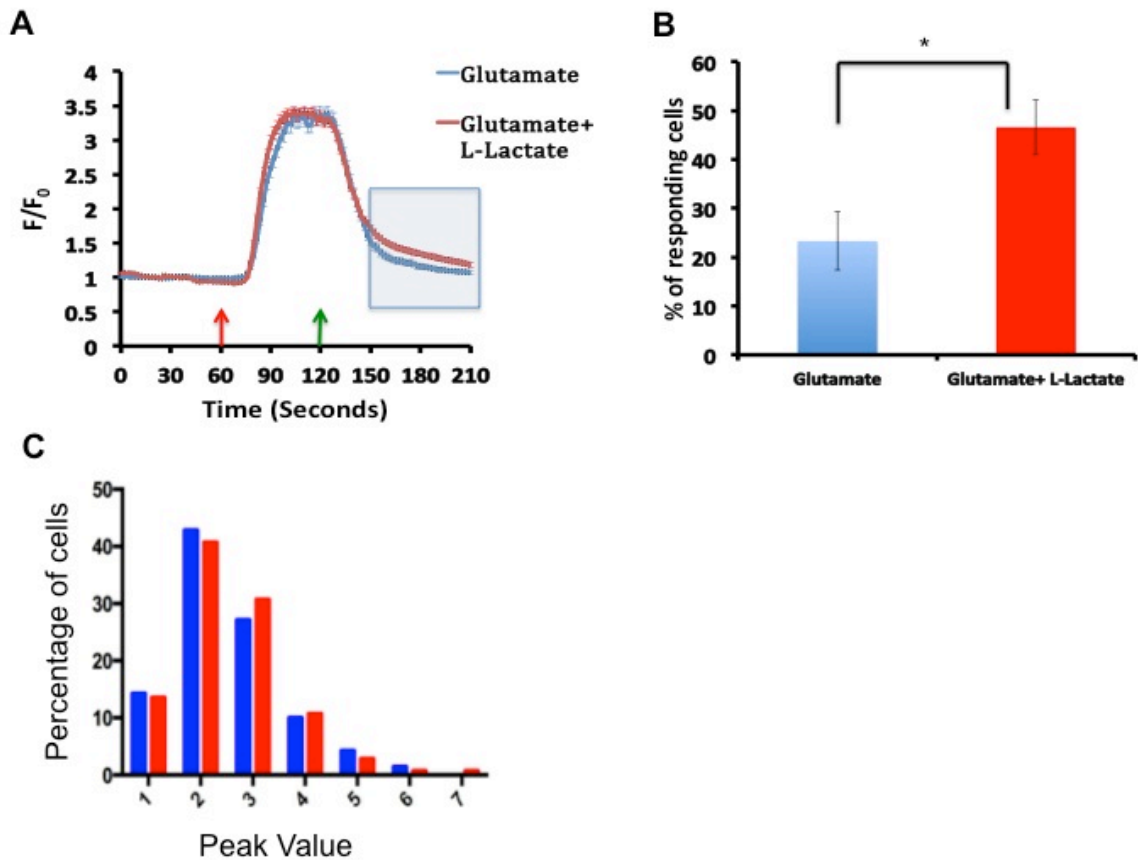 A
4
3.5
3
2.5
2
1.5
1
0.5
0
F/F0
0 30 60 90 120 150 180 210
Time (Seconds)
Glutamate
Glutamate+
L-Lactate
B
*
60
50
40
30
20
10
0
% of responding cells
Glutamate Glutamate+ L-Lactate
C
50
40
30
20
10
0
Percentage of cells
1 2 3 4 5 6 7
Peak Value